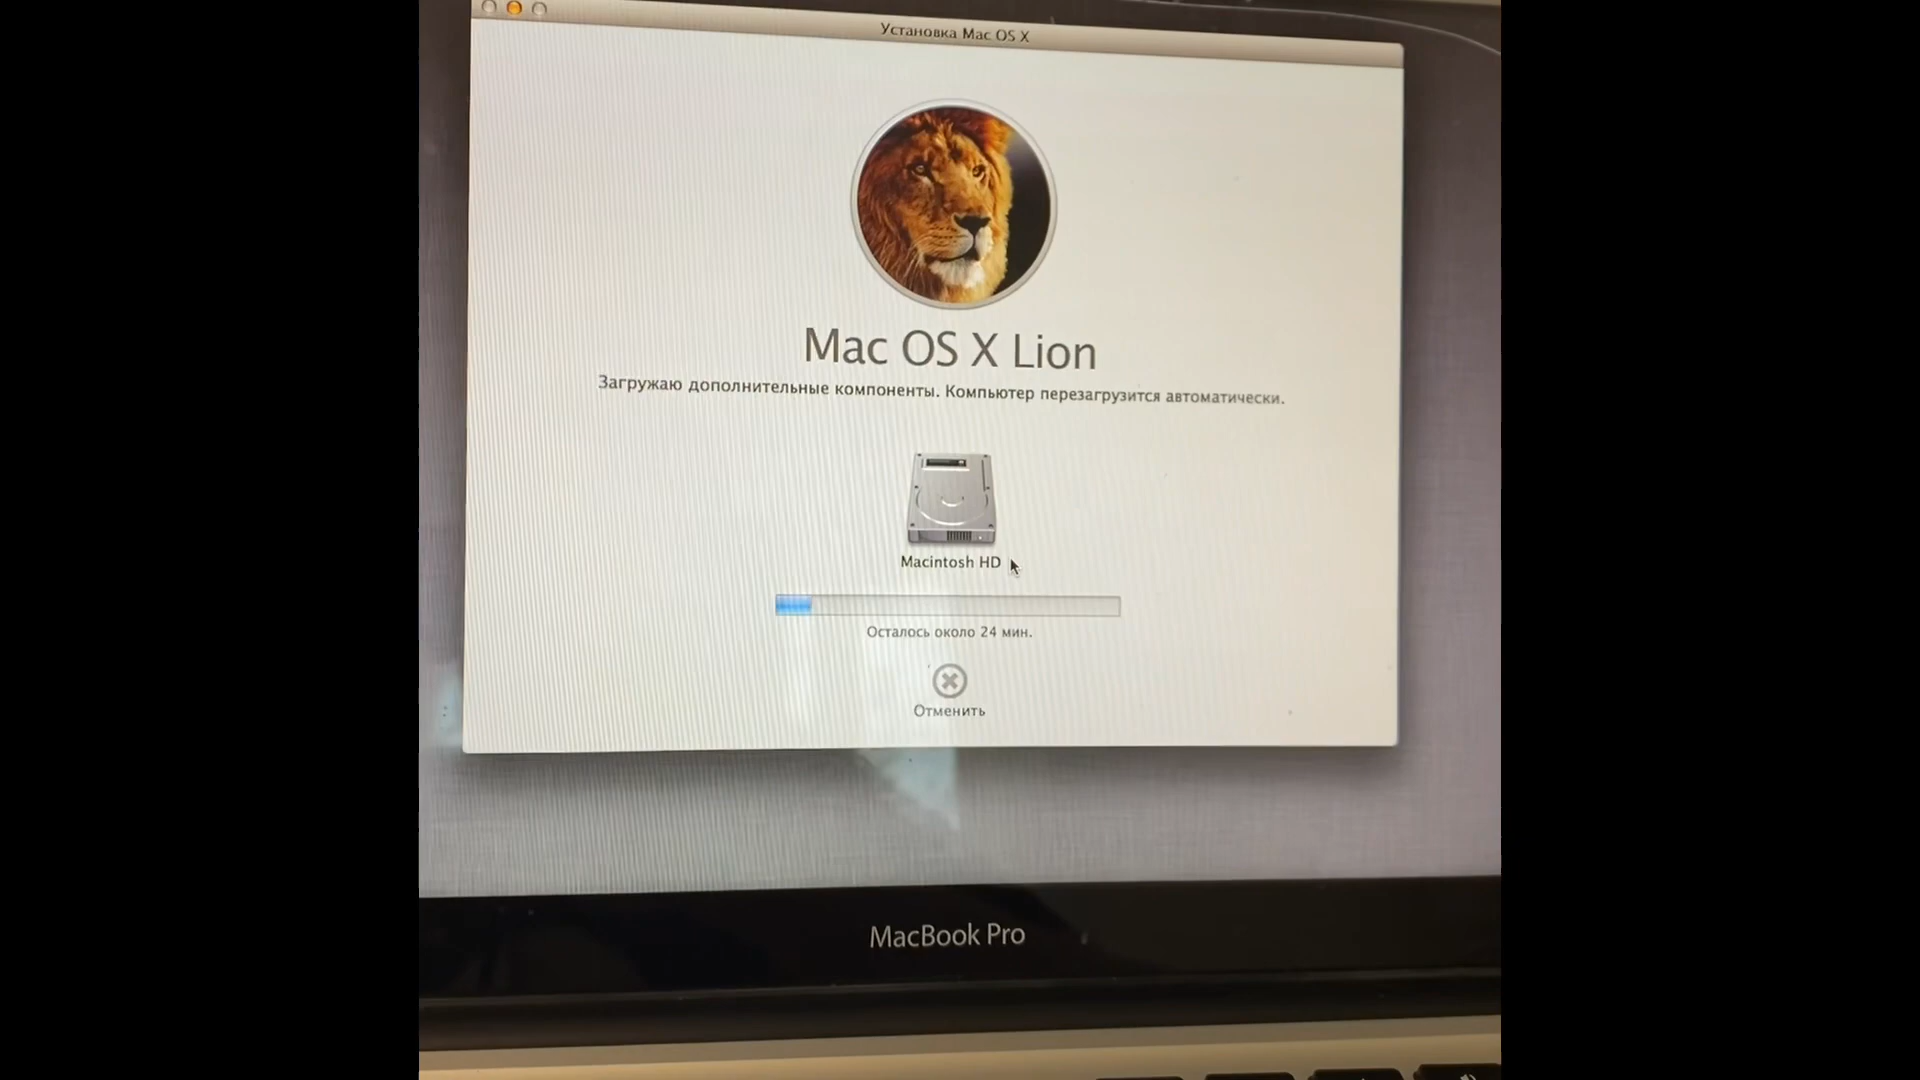 Установка Mac OS X
Mac OS X Lion
Загружаю дополнительные компоненты. Компьютер перезагрузится автоматически.
Macintosh HD
Осталось около 24 мин.
Отменить
MacBook Pro